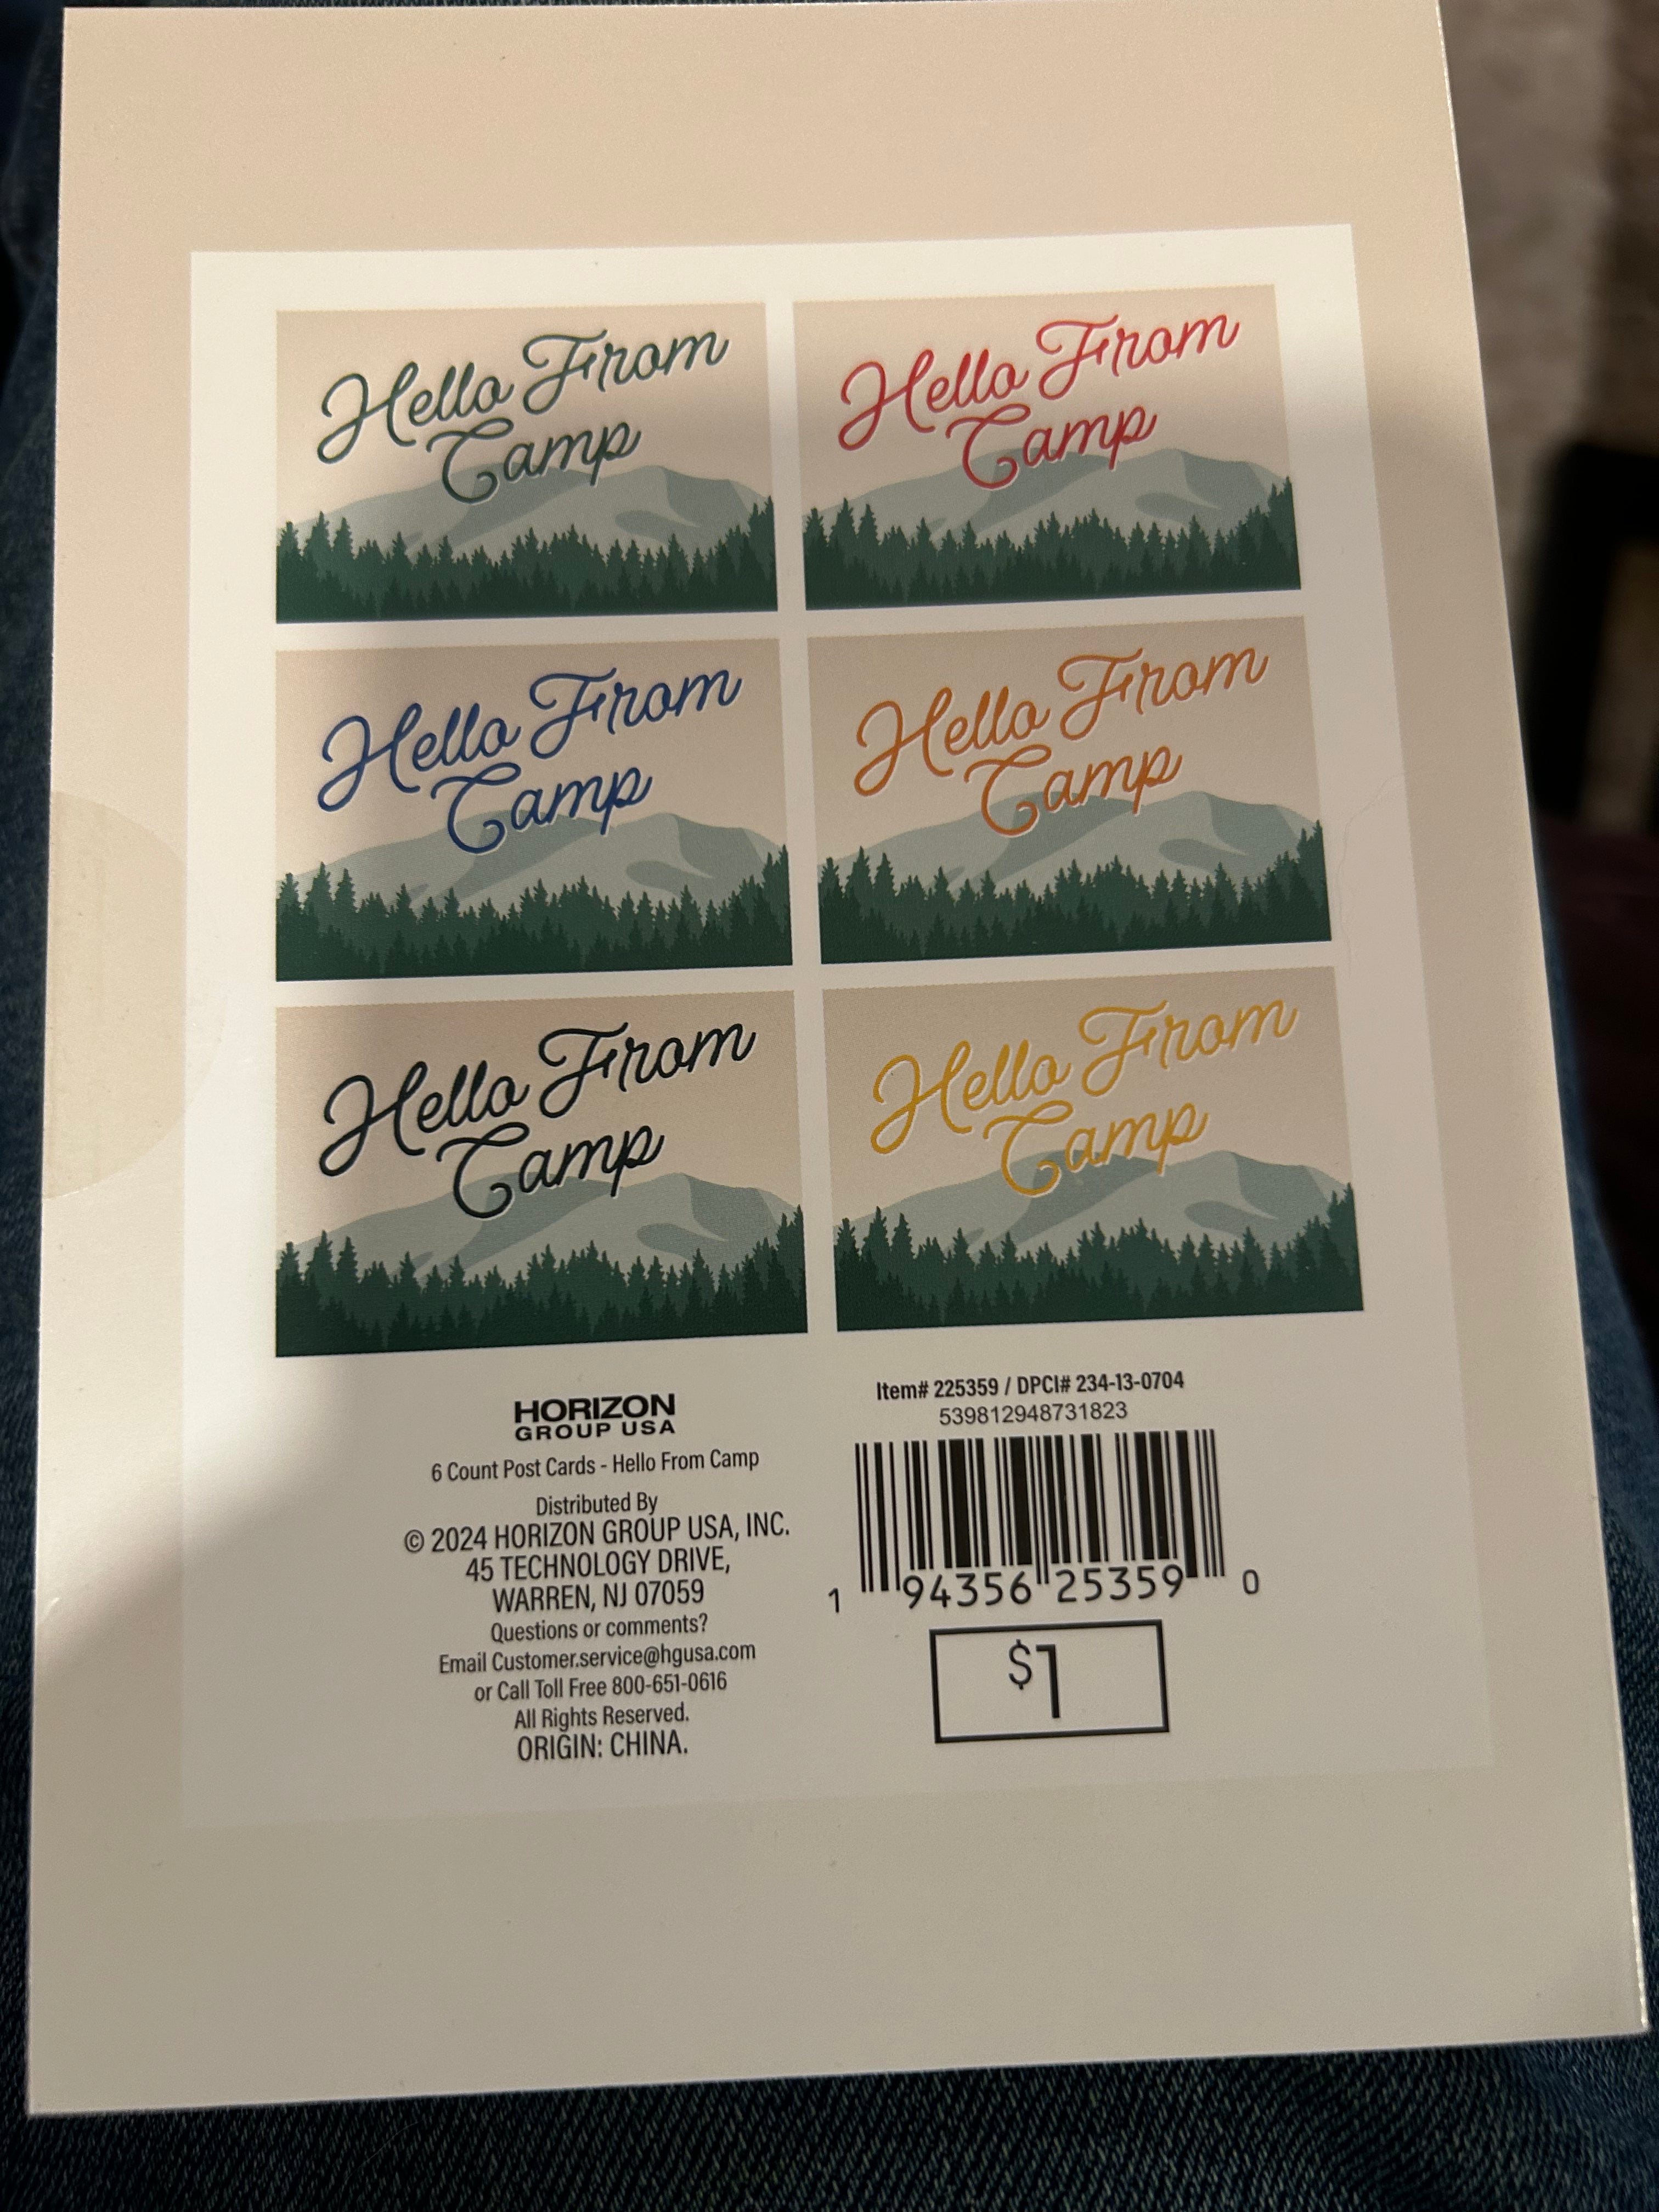 Hello From
Camp
Hello From
Camp
Hello From
Camp
Hello From
Camp
Hello From
Camp
Hello From
Camp
HORIZON
GROUP USA
6 Count Post Cards - Hello From Camp
Distributed By
© 2024 HORIZON GROUP USA, INC.
45 TECHNOLOGY DRIVE,
WARREN, NJ 07059
Questions or comments?
Email Customer.service@hgusa.com
or Call Toll Free 800-651-0616
All Rights Reserved.
ORIGIN: CHINA.
Item# 225359 / DPCI# 234-13-0704
539812948731823
1 94356 25359 0
$1